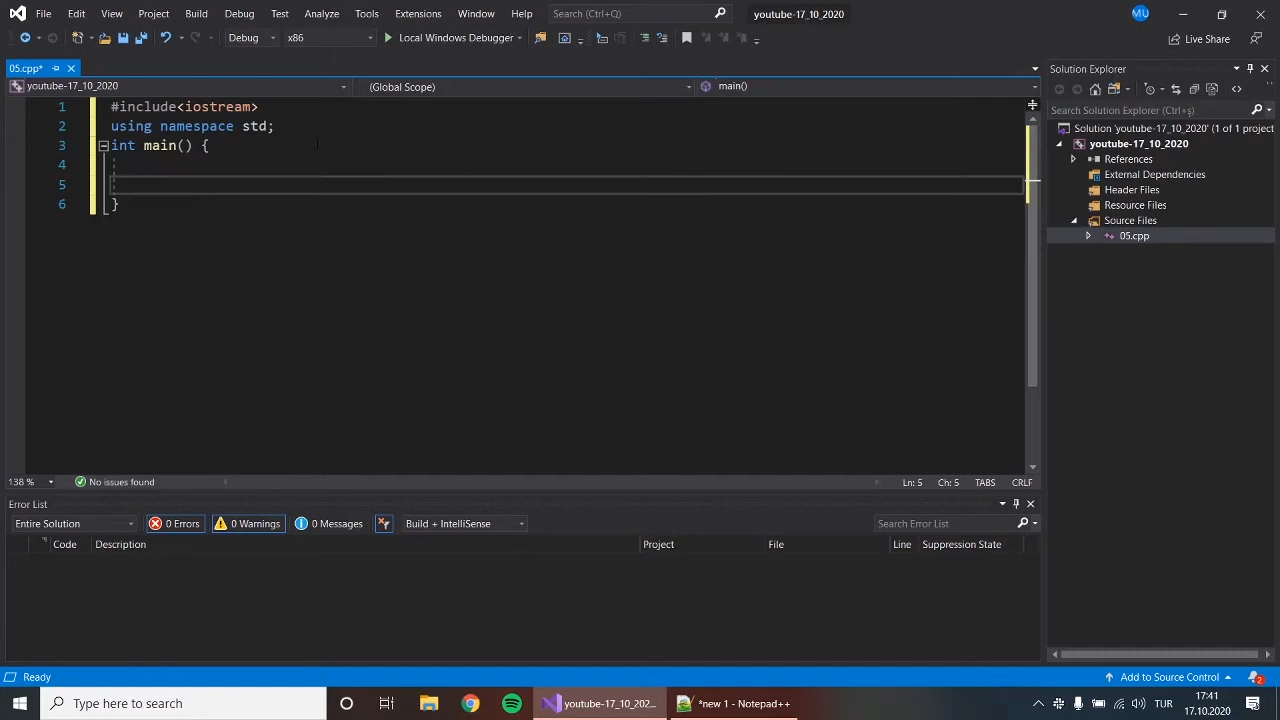 File Edit View Project Build Debug Test Analyze Tools Extensions Window Help Search (Ctrl+Q) youtube-17_10_2020 MU
Debug x86 Local Windows Debugger Live Share
05.cpp*
youtube-17_10_2020 (Global Scope) main()
1 #include<iostream>
2 using namespace std;
3 int main() {
4
5
6 }
138 % No issues found Ln: 5 Ch: 5 TABS CRLF
Solution Explorer
Search Solution Explorer (Ctrl+ş)
Solution 'youtube-17_10_2020' (1 of 1 project
youtube-17_10_2020
References
External Dependencies
Header Files
Resource Files
Source Files
05.cpp
Error List
Entire Solution 0 Errors 0 Warnings 0 Messages Build + IntelliSense Search Error List
Code Description Project File Line Suppression State
Ready Add to Source Control 2
Type here to search youtube-17_10_202... *new 1 - Notepad++ TUR 17:41
17.10.2020 2